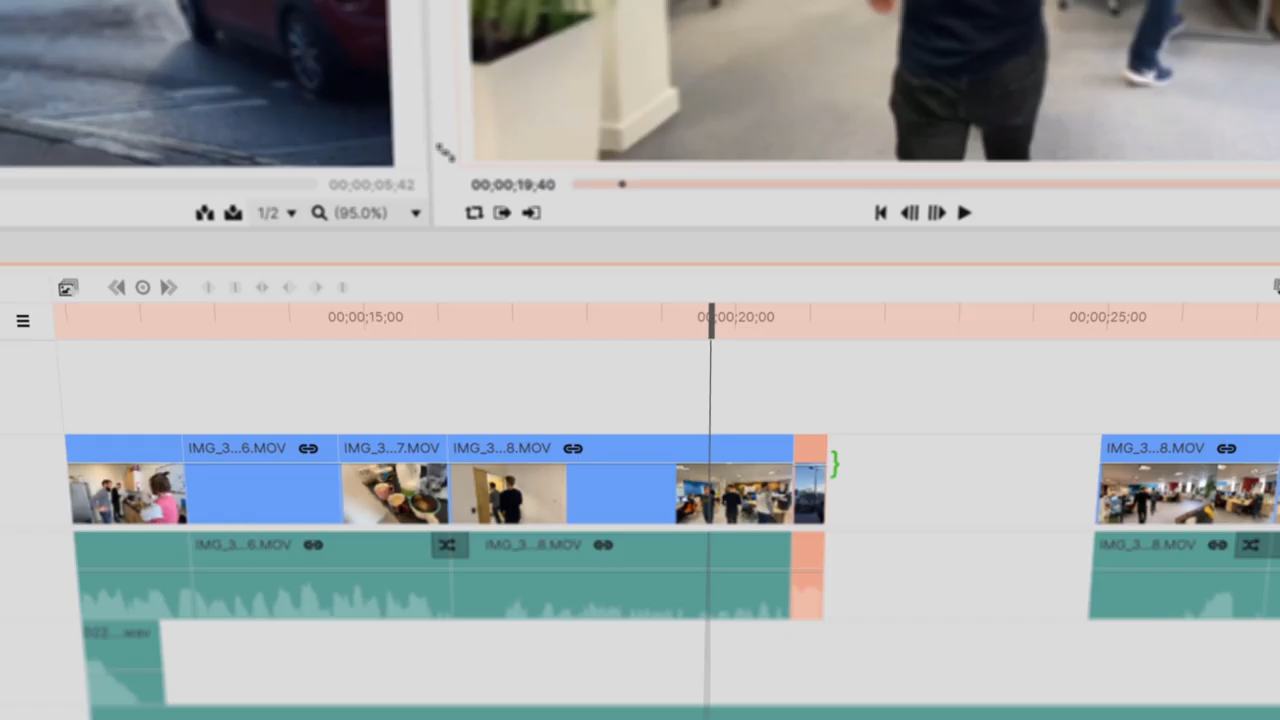 00;00;05;42
00;00;19;40
1/2
(95.0%)
00;00;15;00
00;00;20;00
00;00;25;00
IMG_3...6.MOV
IMG_3...7.MOV
IMG_3...8.MOV
IMG_3...8.MOV
IMG_3...6.MOV
IMG_3...8.MOV
IMG_3...8.MOV